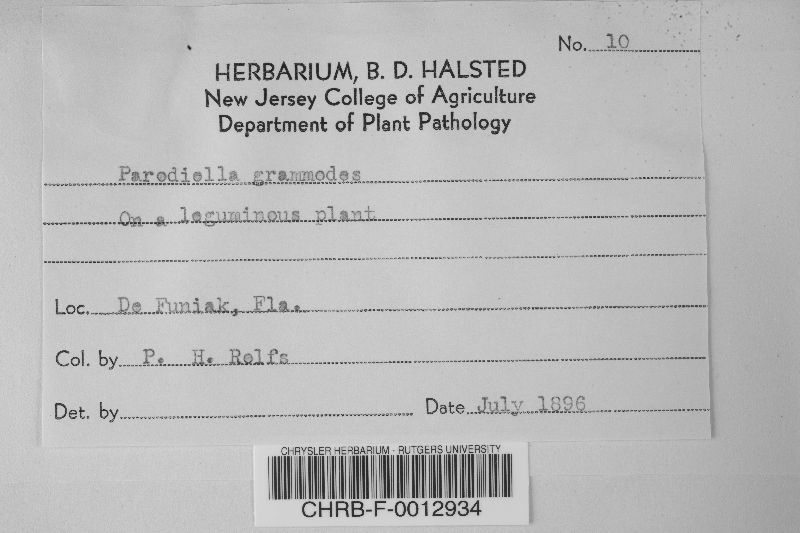 No. 10
HERBARIUM, B. D. HALSTED
New Jersey College of Agriculture
Department of Plant Pathology
Parodiella grammodes
On a leguminous plant
Loc. De Funiak, Fla.
Col. by P. H. Rolfs
Det. by
Date July 1896
CHRYSLER HERBARIUM - RUTGERS UNIVERSITY
CHRB-F-0012934